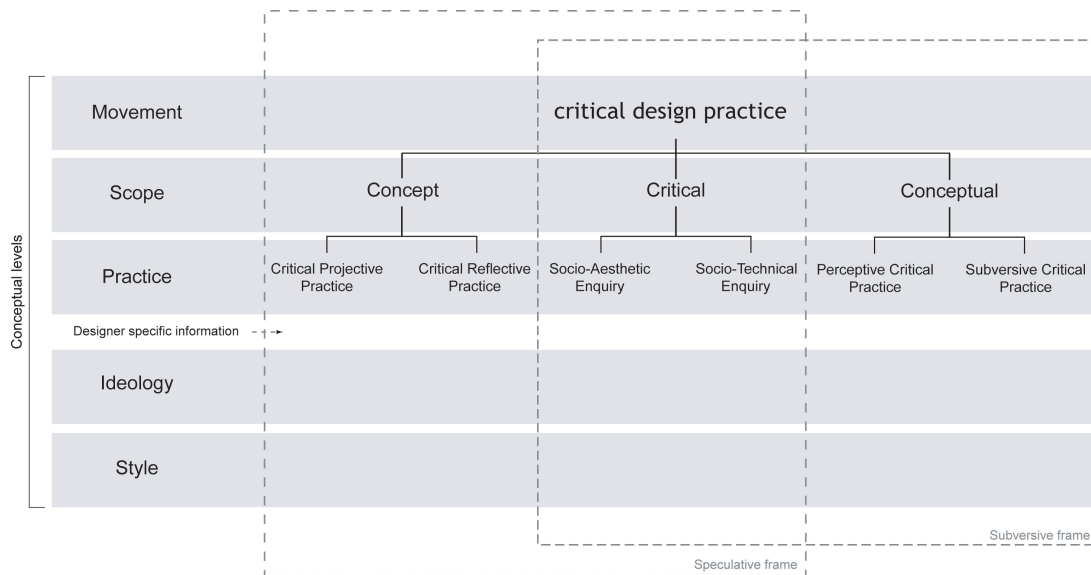 Conceptual levels
Movement
critical design practice
Scope
Concept
Critical
Conceptual
Practice
Critical Projective
Practice
Critical Reflective
Practice
Socio-Aesthetic
Enquiry
Socio-Technical
Enquiry
Perceptive Critical
Practice
Subversive Critical
Practice
Designer specific information
Ideology
Style
Subversive frame
Speculative frame